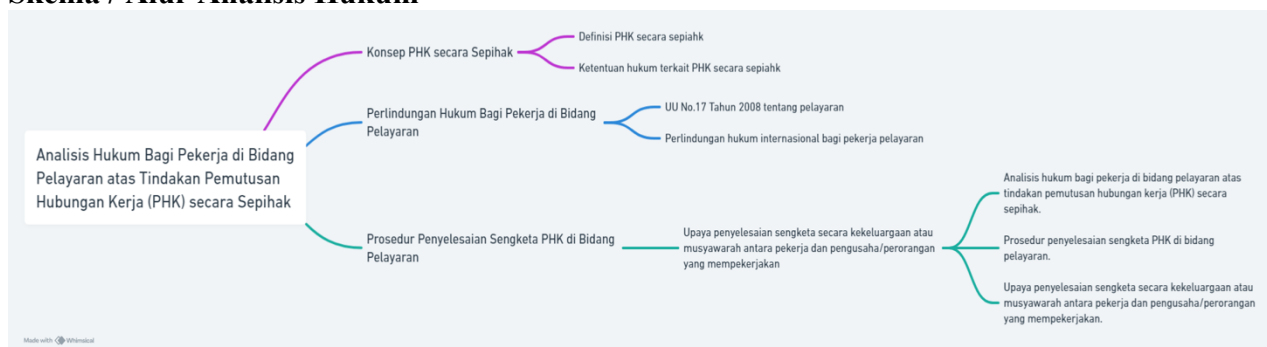 Skema / Alur Analisis Hukum
Definisi PHK secara sepiahk
Konsep PHK secara Sepihak
Ketentuan hukum terkait PHK secara sepiahk
Perlindungan Hukum Bagi Pekerja di Bidang
Pelayaran
UU No.17 Tahun 2008 tentang pelayaran
Perlindungan hukum internasional bagi pekerja pelayaran
Analisis Hukum Bagi Pekerja di Bidang
Pelayaran atas Tindakan Pemutusan
Hubungan Kerja (PHK) secara Sepihak
Prosedur Penyelesaian Sengketa PHK di Bidang
Pelayaran
Upaya penyelesaian sengketa secara kekeluargaan atau
musyawarah antara pekerja dan pengusaha/perorangan
yang mempekerjakan
Analisis hukum bagi pekerja di bidang pelayaran atas
tindakan pemutusan hubungan kerja (PHK) secara
sepihak.
Prosedur penyelesaian sengketa PHK di bidang
pelayaran.
Upaya penyelesaian sengketa secara kekeluargaan atau
musyawarah antara pekerja dan pengusaha/perorangan
yang mempekerjakan.
Made with Whimsical